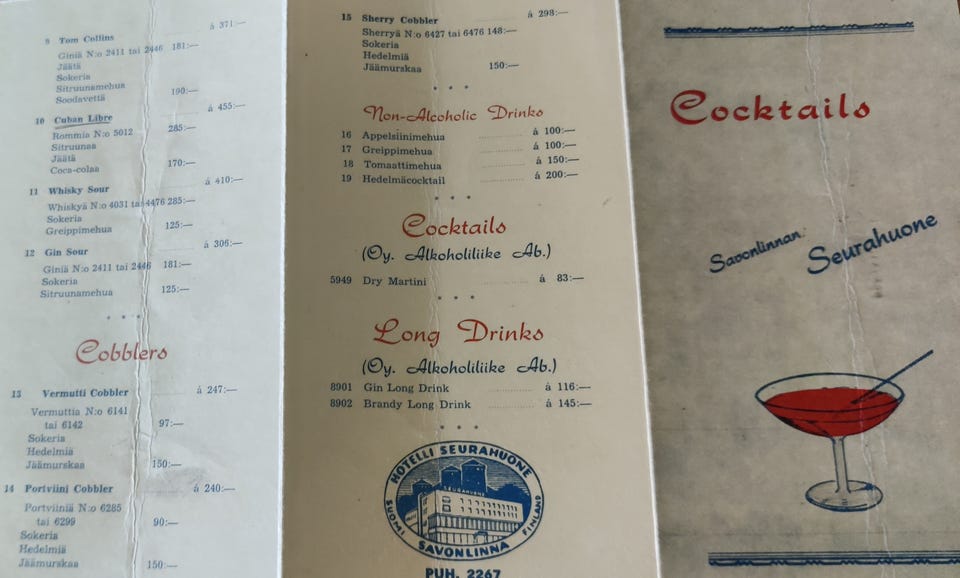 9 Tom Collins á 371:—
Giniä N:o 2411 tai 2446 181:—
Jäätä
Sokeria
Sitruunamehua
Soodavettä 190:—
10 Cuban Libre á 455:—
Rommia N:o 5012 285:—
Sitruunaa
Jäätä
Coca-colaa 170:—
11 Whisky Sour á 410:—
Whiskyä N:o 4031 tai 4476 285:—
Sokeria
Greippimehua 125:—
12 Gin Sour á 306:—
Giniä N:o 2411 tai 2446 181:—
Sokeria
Sitruunamehua 125:—
Cobblers
13 Vermutti Cobbler á 247:—
Vermuttia N:o 6141
tai 6142 97:—
Sokeria
Hedelmiä
Jäämurskaa 150:—
14 Portviini Cobbler á 240:—
Portviiniä N:o 6285
tai 6299 90:—
Sokeria
Hedelmiä
Jäämurskaa 150:—
15 Sherry Cobbler á 298:—
Sherryä N:o 6427 tai 6476 148:—
Sokeria
Hedelmiä
Jäämurskaa 150:—
Non-Alcoholic Drinks
16 Appelsiinimehua á 100:—
17 Greippimehua á 100:—
18 Tomaattimehua á 150:—
19 Hedelmäcocktail á 200:—
Cocktails
(Oy. Alkoholiliike Ab.)
5949 Dry Martini á 83:—
Long Drinks
(Oy. Alkoholiliike Ab.)
8901 Gin Long Drink á 116:—
8902 Brandy Long Drink á 145:—
HOTELLI SEURAHUONE
SEURAHUONE
SUOMI FINLAND
SAVONLINNA
PUH. 2267
Cocktails
Savonlinnan
Seurahuone